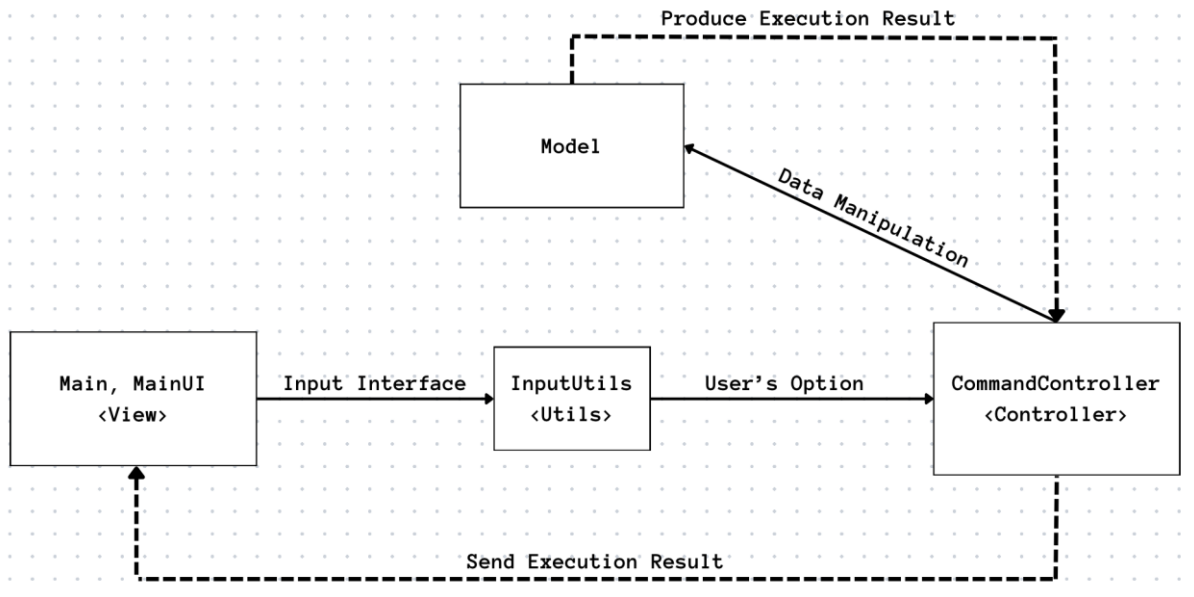 Produce Execution Result
Model
Data Manipulation
Main, MainUI
<View>
Input Interface
InputUtils
<Utils>
User's Option
CommandController
<Controller>
Send Execution Result